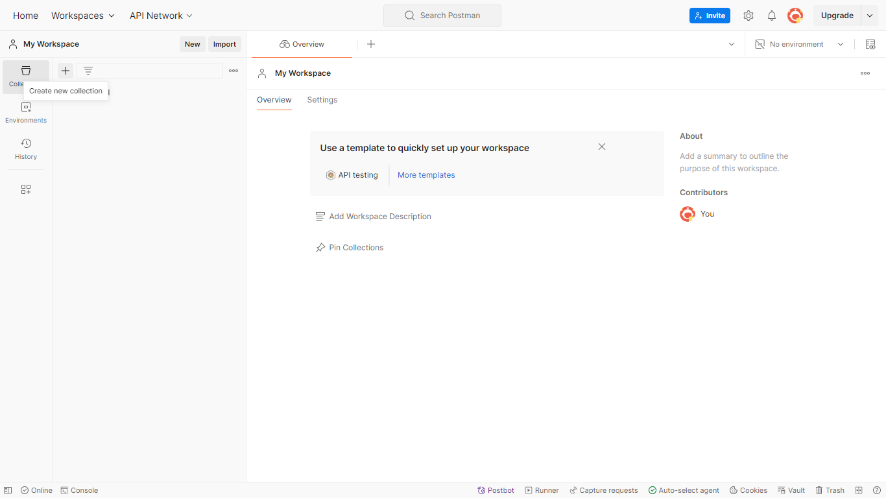 Home
Workspaces
API Network
Search Postman
Invite
Upgrade
My Workspace
New
Import
Overview
No environment
Create new collection
Environments
History
My Workspace
Overview
Settings
Use a template to quickly set up your workspace
API testing
More templates
Add Workspace Description
Pin Collections
About
Add a summary to outline the
purpose of this workspace.
Contributors
You
Online
Console
Postbot
Runner
Capture requests
Auto-select agent
Cookies
Vault
Trash